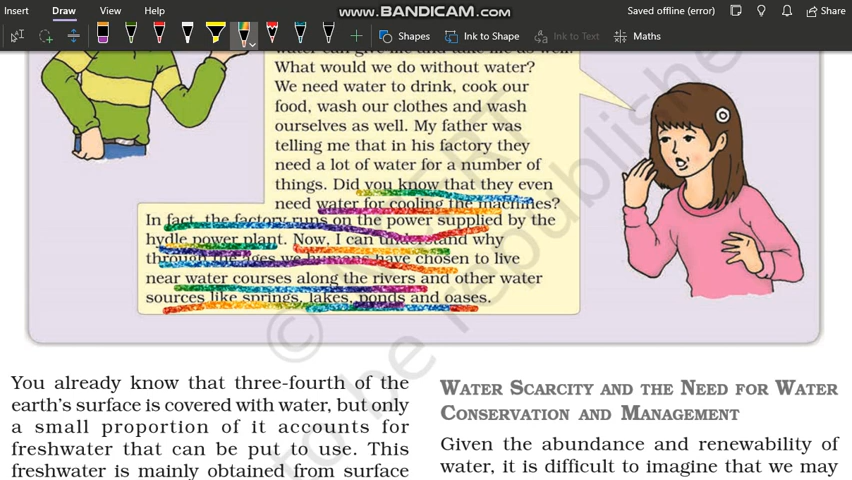 Insert Draw View Help WWW.BANDICAM.COM Saved offline (error) Share
Shapes Ink to Shape Ink to Text Maths
What would we do without water?
We need water to drink, cook our
food, wash our clothes and wash
ourselves as well. My father was
telling me that in his factory they
need a lot of water for a number of
things. Did you know that they even
need water for cooling the machines?
In fact, the factory runs on the power supplied by the
hydle power plant. Now, I can understand why
through the ages we humans have chosen to live
near water courses along the rivers and other water
sources like springs, lakes, ponds and oases.
You already know that three-fourth of the
earth's surface is covered with water, but only
a small proportion of it accounts for
freshwater that can be put to use. This
freshwater is mainly obtained from surface
WATER SCARCITY AND THE NEED FOR WATER
CONSERVATION AND MANAGEMENT
Given the abundance and renewability of
water, it is difficult to imagine that we may